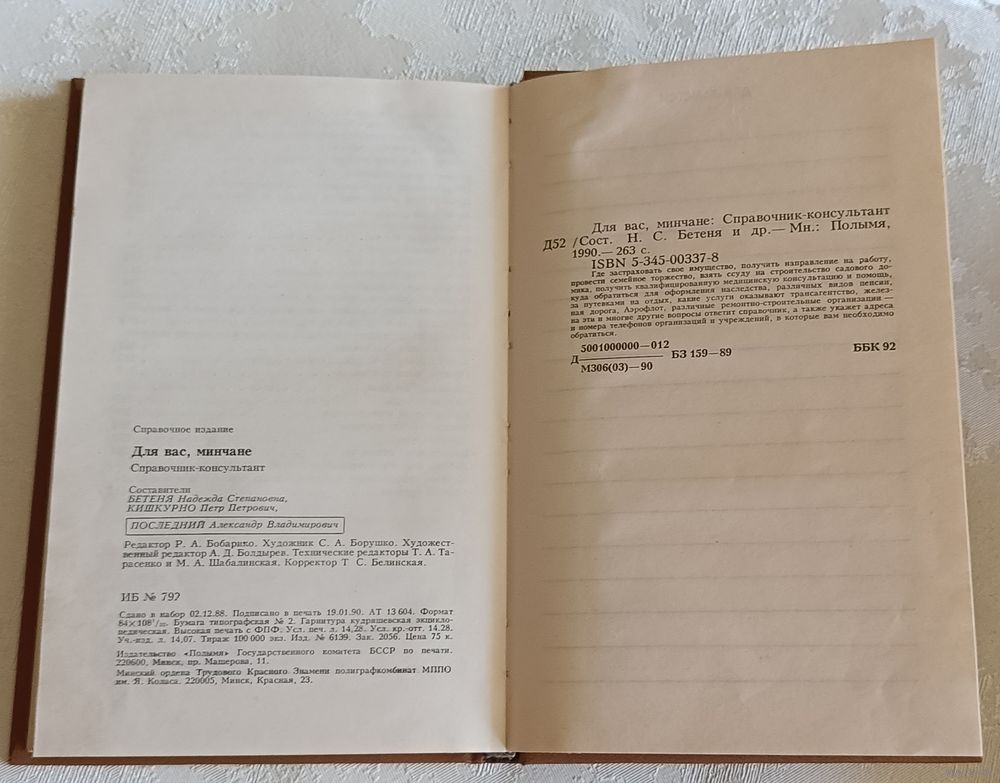 Справочное издание
Для вас, минчане
Справочник-консультант
Составители
БЕТЕНЯ Надежда Степановна,
КИШКУРНО Петр Петрович,
ПОСЛЕДНИЙ Александр Владимирович
Редактор Р. А. Бобарико. Художник С. А. Борушко. Художест-
венный редактор А. Д. Болдырев. Технические редакторы Т. А. Та-
расенко и М. А. Шабалинская. Корректор Т С. Белинская.
ИБ № 792
Сдано в набор 02.12.88. Подписано в печать 19.01.90. АТ 13 604. Формат
84×108¹/₃₂. Бумага типографская № 2. Гарнитура кудряшевская энцикло-
педическая. Высокая печать с ФПФ. Усл. печ. л. 14,28. Усл. кр.-отт. 14.28.
Уч.-изд. л. 14,07. Тираж 100 000 экз. Изд. № 6139. Зак. 2056. Цена 75 к.
Издательство «Полымя» Государственного комитета БССР по печати.
220600, Минск, пр. Машерова, 11.
Минский ордена Трудового Красного Знамени полиграфкомбинат МППО
им. Я. Коласа. 220005, Минск, Красная, 23.
Для вас, минчане: Справочник-консультант
Д52 /Сост. Н. С. Бетеня и др.— Мн.: Полымя,
1990.— 263 с.
ISBN 5-345-00337-8
Где застраховать свое имущество, получить направление на работу,
провести семейное торжество, взять ссуду на строительство садового до-
мика, получить квалифицированную медицинскую консультацию и помощь,
куда обратиться для оформления наследства, различных видов пенсии,
за путевками на отдых, какие услуги оказывают трансагентство, желез-
ная дорога, Аэрофлот, различные ремонтно-строительные организации —
на эти и многие другие вопросы ответит справочник, а также укажет адреса
и номера телефонов организаций и учреждений, в которые вам необходимо
обратиться.
5001000000—012
Д БЗ 159—89 ББК 92
М306(03)—90